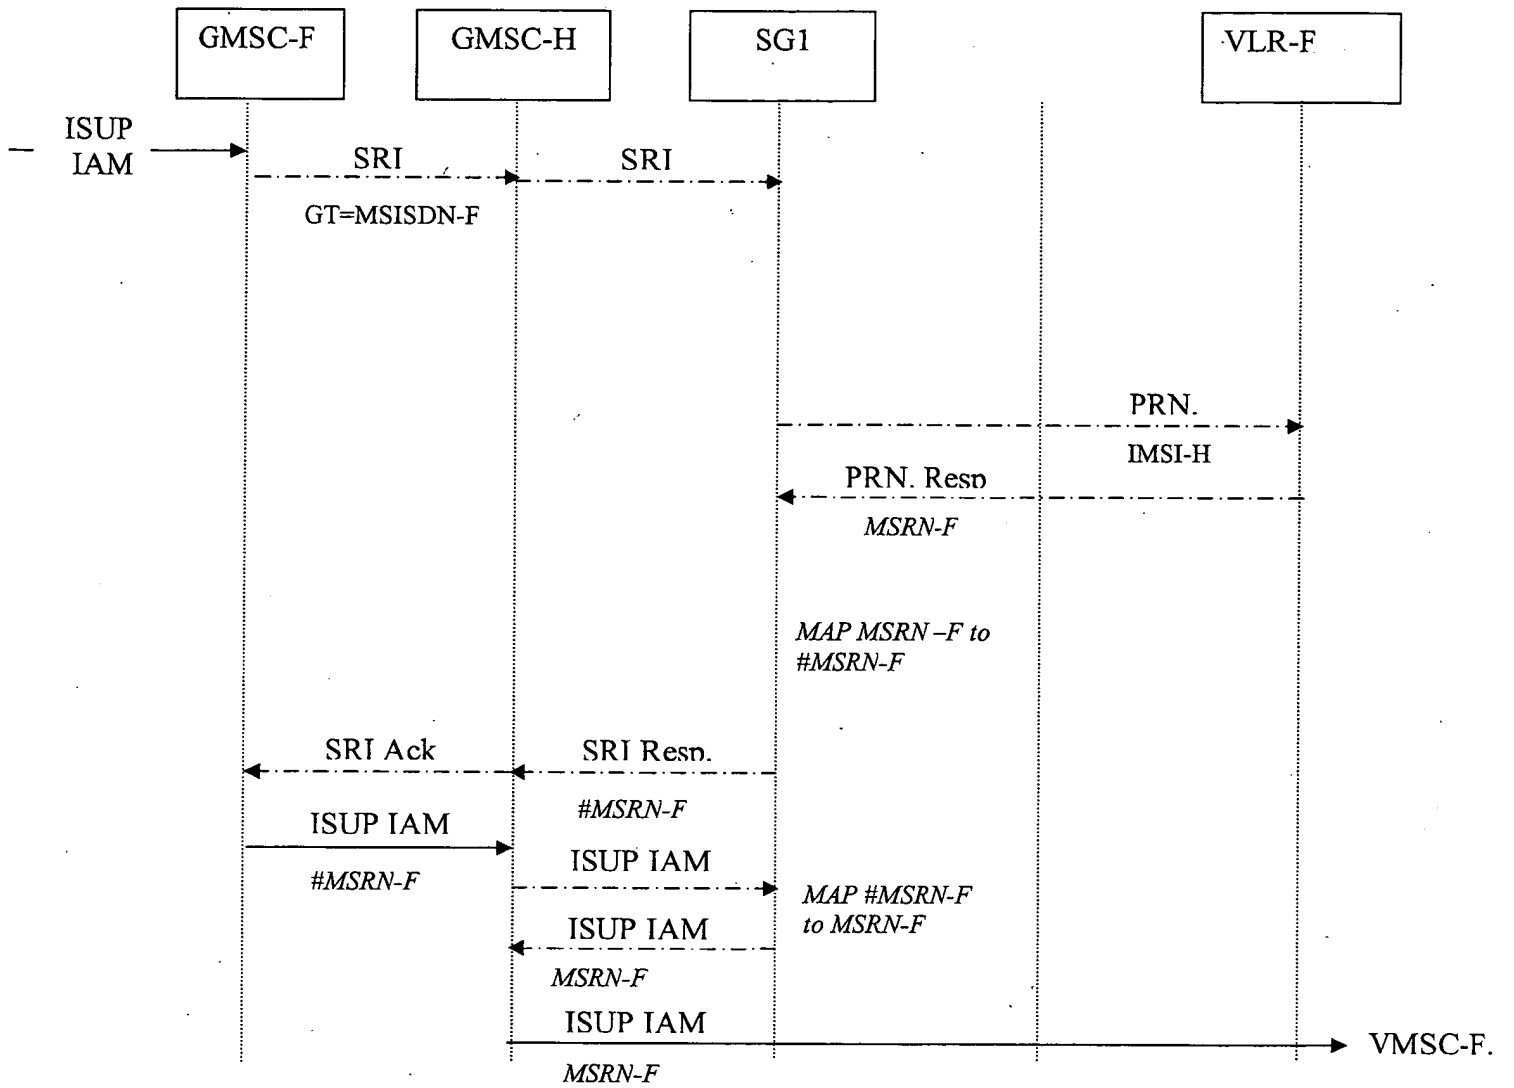 GMSC-F
GMSC-H
SG1
VLR-F
ISUP
IAM
SRI
SRI
GT=MSISDN-F
PRN.
IMSI-H
PRN. Resp
MSRN-F
MAP MSRN –F to
#MSRN-F
SRI Ack
SRI Resp.
#MSRN-F
ISUP IAM
#MSRN-F
ISUP IAM
MAP #MSRN-F
to MSRN-F
ISUP IAM
MSRN-F
ISUP IAM
VMSC-F.
MSRN-F